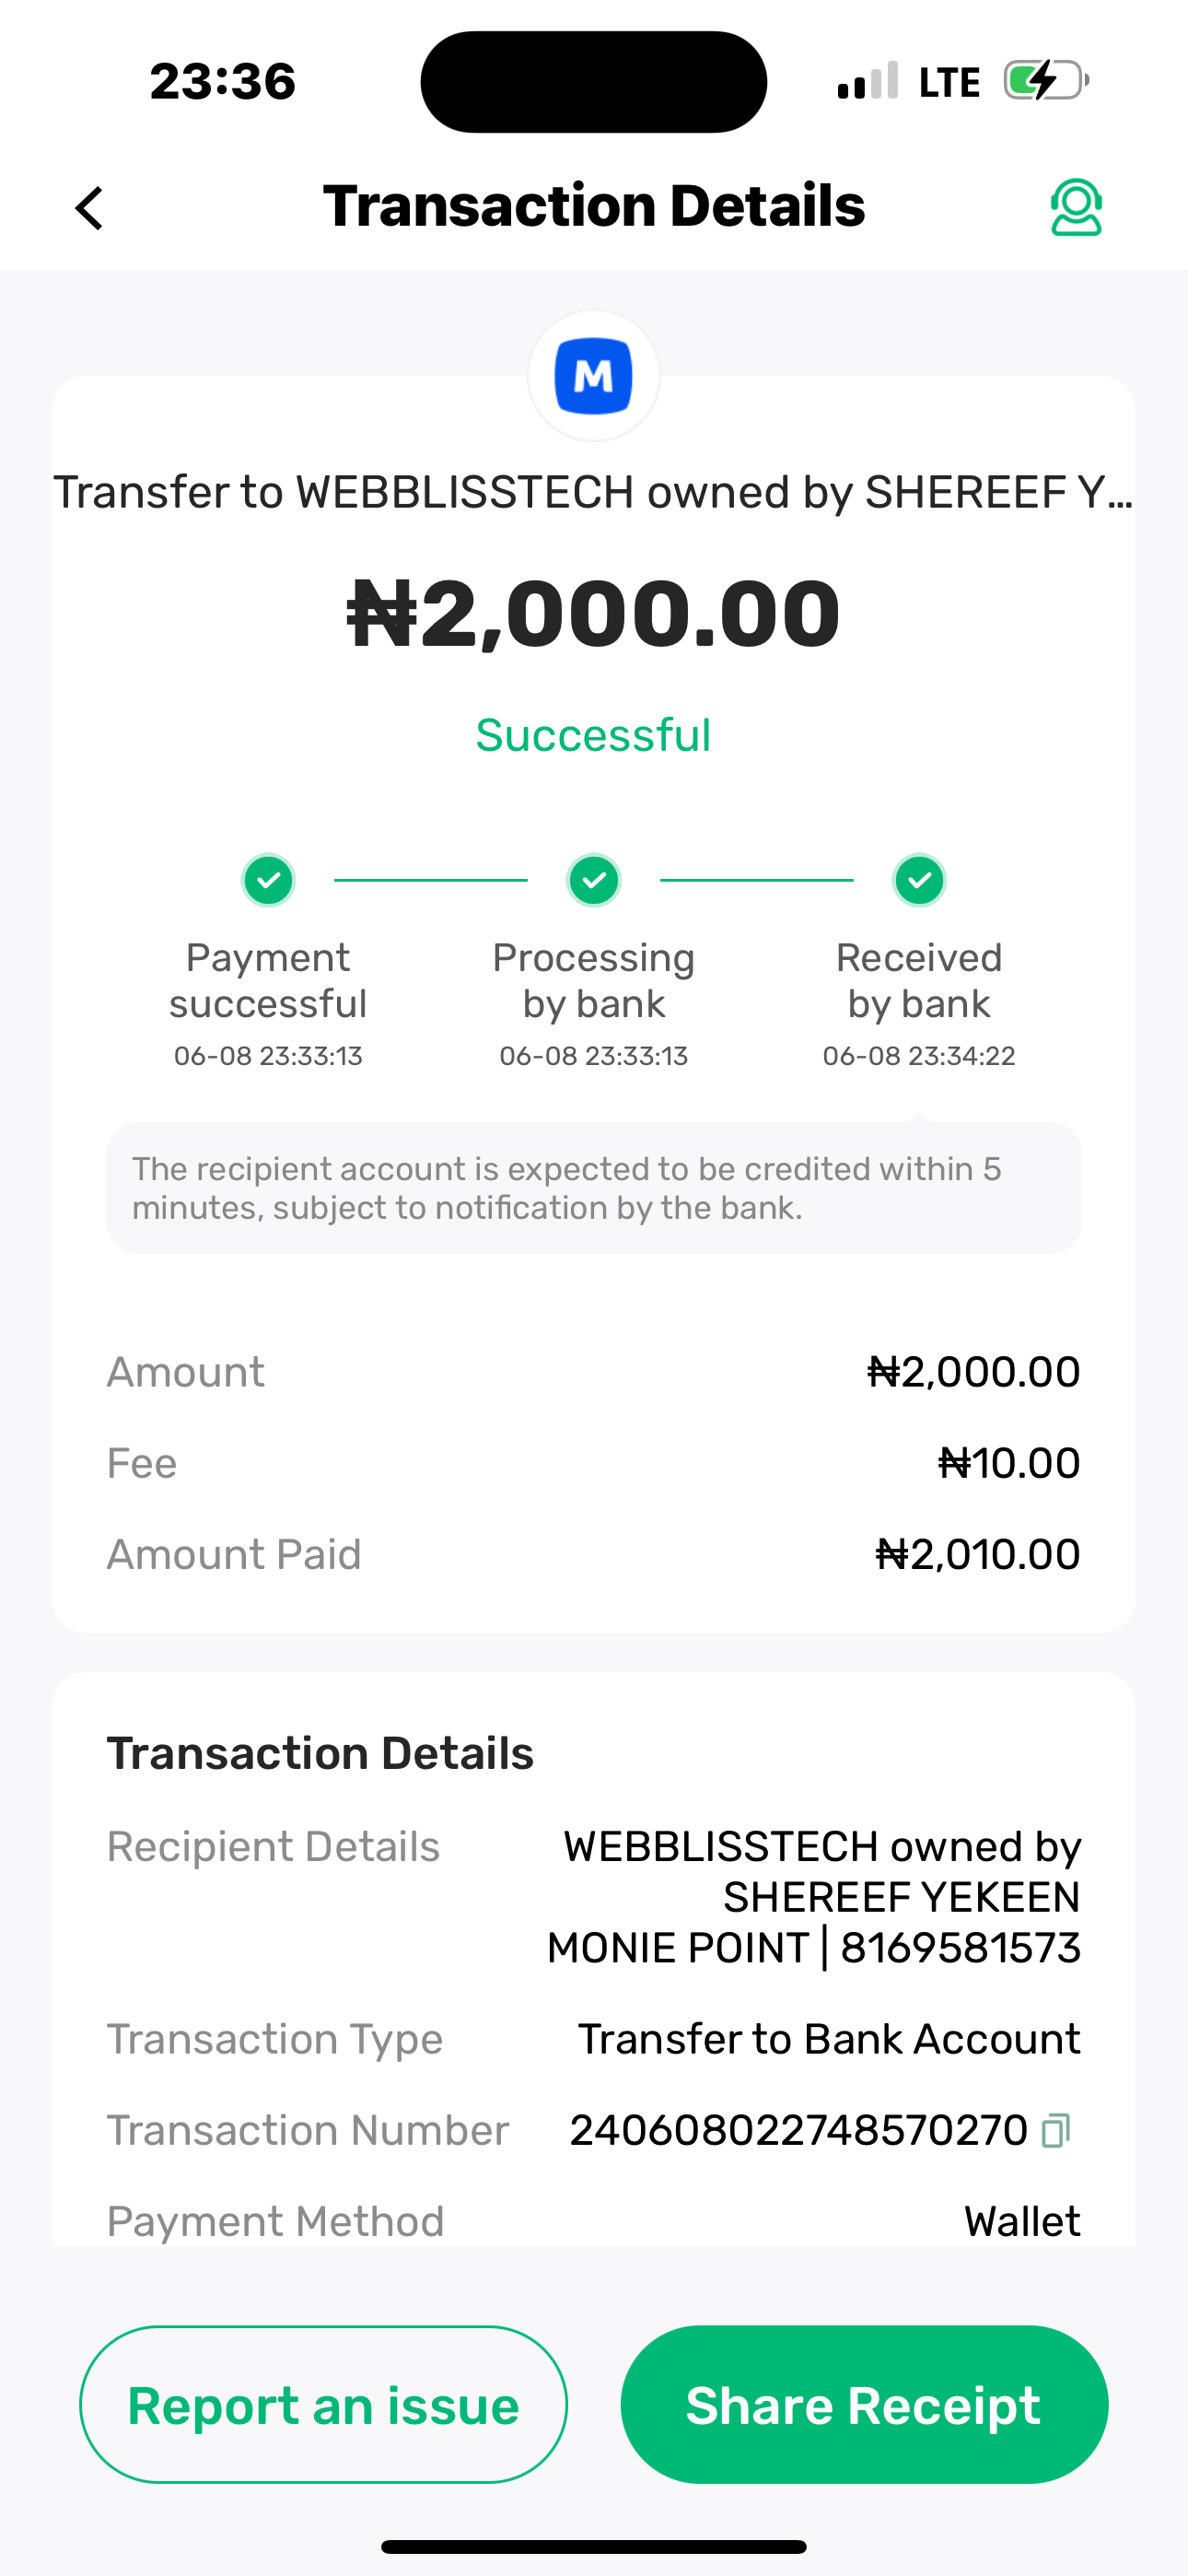 23:36
LTE
Transaction Details
M
Transfer to WEBBLISSTECH owned by SHEREEF Y...
₦2,000.00
Successful
Payment successful
06-08 23:33:13
Processing by bank
06-08 23:33:13
Received by bank
06-08 23:34:22
The recipient account is expected to be credited within 5
minutes, subject to notification by the bank.
Amount ₦2,000.00
Fee ₦10.00
Amount Paid ₦2,010.00
Transaction Details
Recipient Details WEBBLISSTECH owned by
SHEREEF YEKEEN
MONIE POINT | 8169581573
Transaction Type Transfer to Bank Account
Transaction Number 240608022748570270
Payment Method Wallet
Report an issue
Share Receipt